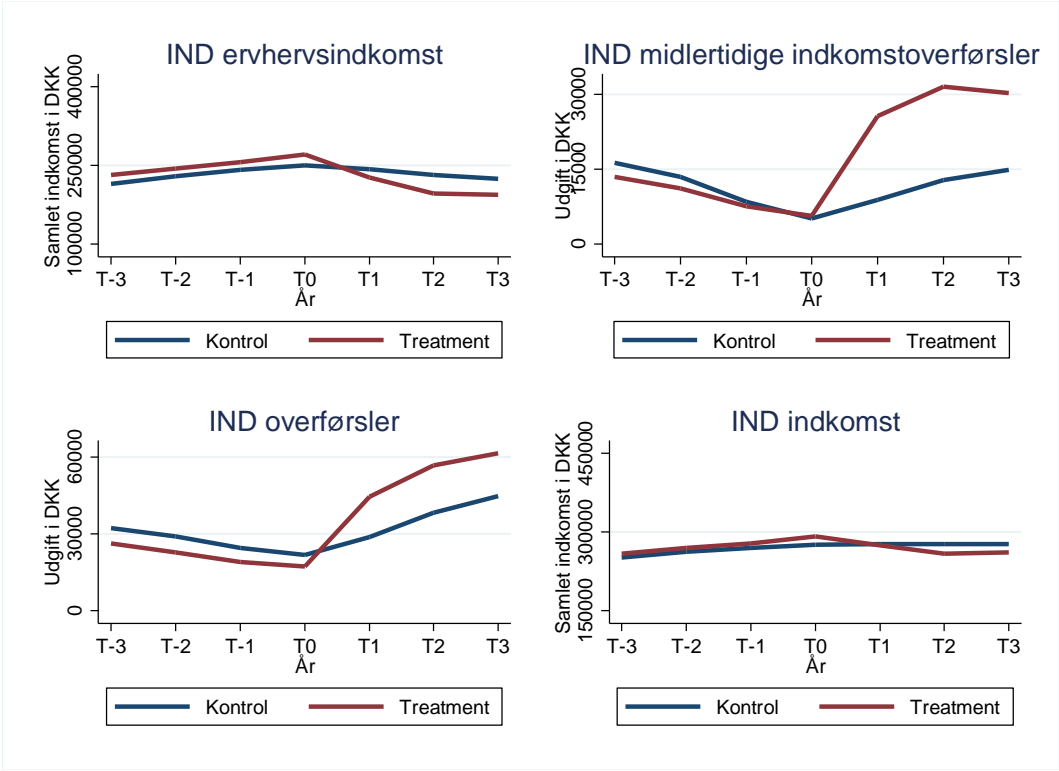 IND ervhervsindkomst
Samlet indkomst i DKK
400000
250000
100000
T-3 T-2 T-1 T0 T1 T2 T3
År
Kontrol Treatment
IND midlertidige indkomstoverførsler
Udgift i DKK
30000
15000
0
T-3 T-2 T-1 T0 T1 T2 T3
År
Kontrol Treatment
IND overførsler
Udgift i DKK
60000
30000
0
T-3 T-2 T-1 T0 T1 T2 T3
År
Kontrol Treatment
IND indkomst
Samlet indkomst i DKK
450000
300000
150000
T-3 T-2 T-1 T0 T1 T2 T3
År
Kontrol Treatment